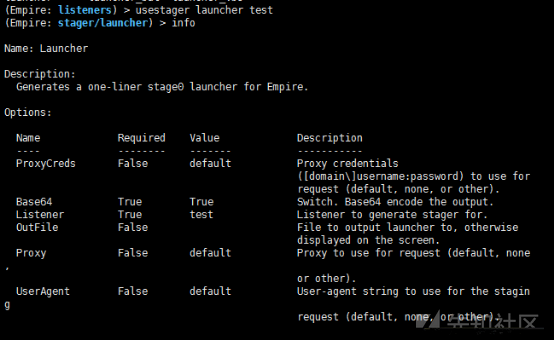 (Empire: listeners) > usestager launcher test
(Empire: stager/launcher) > info
Name: Launcher
Description:
Generates a one-liner stage0 launcher for Empire.
Options:
Name Required Value Description
---- -------- ------- -----------
ProxyCreds False default Proxy credentials
([domain\]username:password) to use for
request (default, none, or other).
Base64 True True Switch. Base64 encode the output.
Listener True test Listener to generate stager for.
OutFile False File to output launcher to, otherwise
displayed on the screen.
Proxy False default Proxy to use for request (default, none
,
or other).
UserAgent False default User-agent string to use for the stagin
g
request (default, none, or other).
先知社区